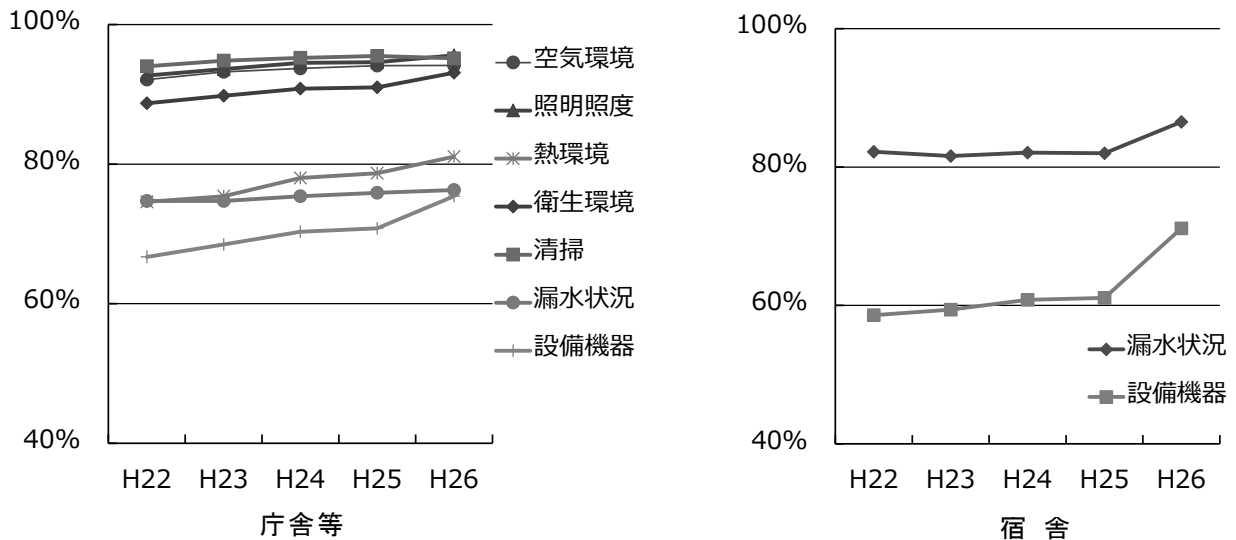 100%
80%
60%
40%
H22 H23 H24 H25 H26
庁舎等
空気環境
照明照度
熱環境
衛生環境
清掃
漏水状況
設備機器
100%
80%
60%
40%
H22 H23 H24 H25 H26
宿 舎
漏水状況
設備機器